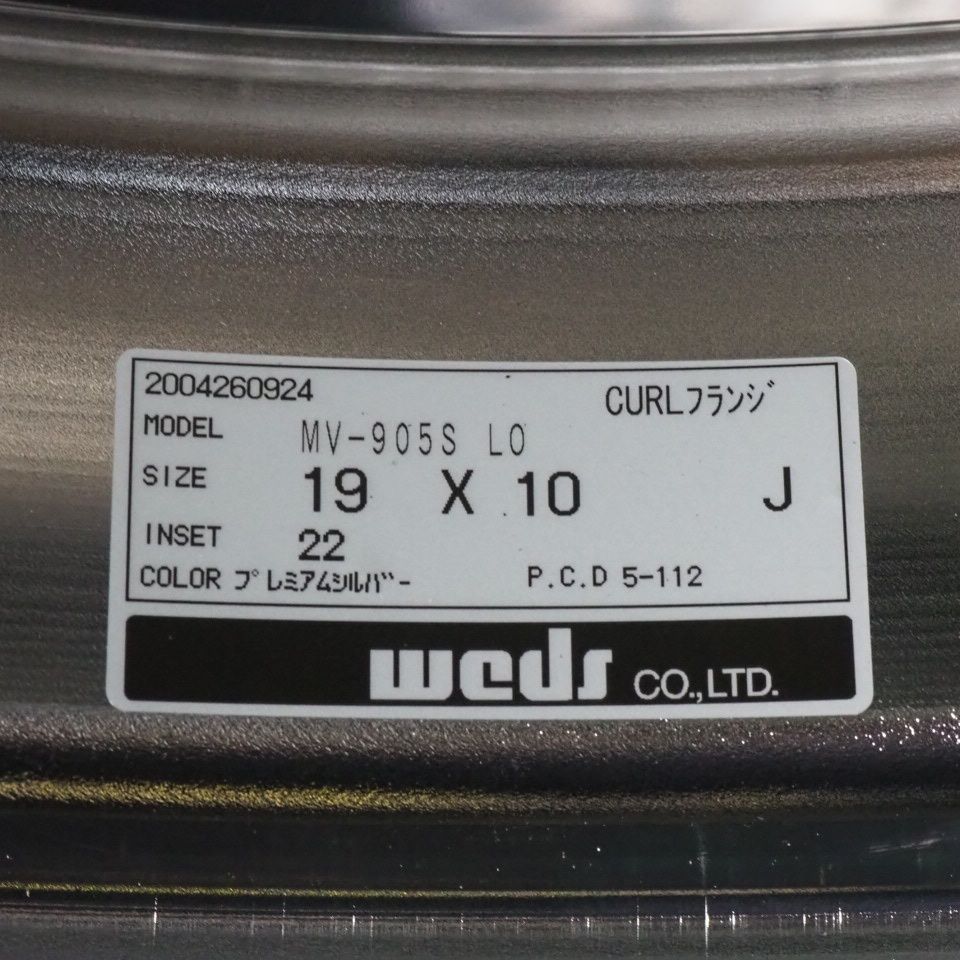 2004260924 CURLフランジ
MODEL MV-905S LO
SIZE 19 X 10 J
INSET 22
COLOR プレミアムシルバー P.C.D 5-112
weds CO.,LTD.